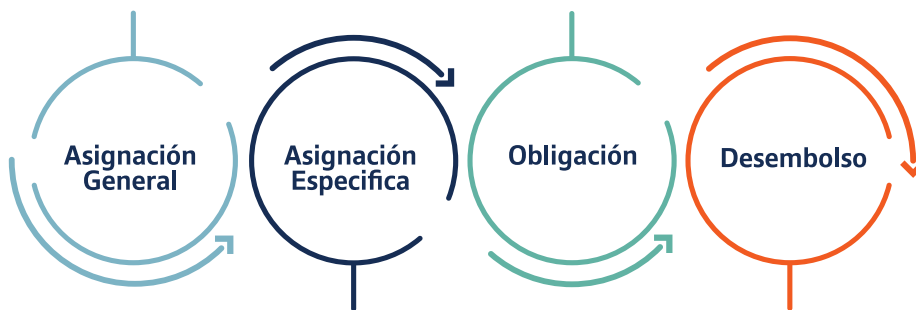 Asignación
General
Asignación
Especifica
Obligación
Desembolso